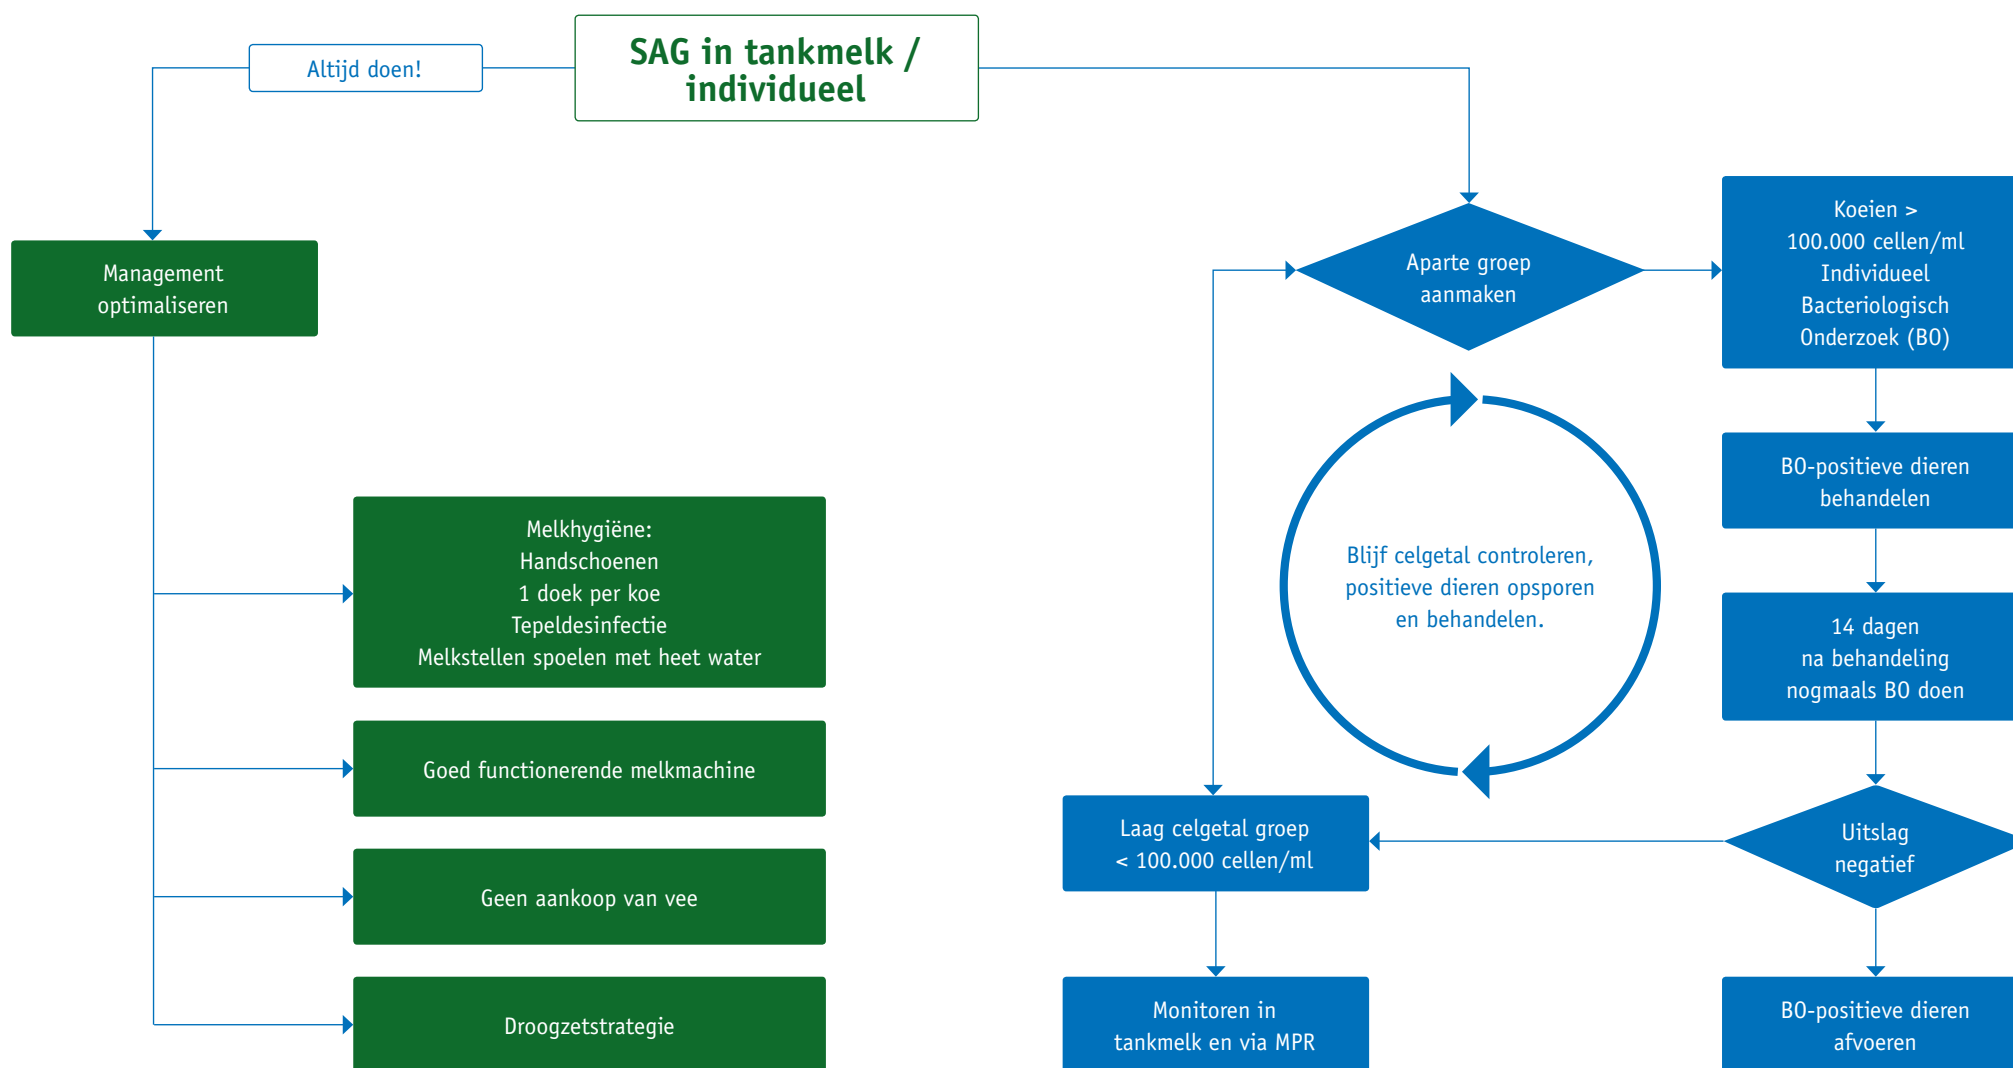 Altijd doen!
SAG in tankmelk /
individueel
Management
optimaliseren
Melkhygiëne:
Handschoenen
1 doek per koe
Tepeldesinfectie
Melkstellen spoelen met heet water
Goed functionerende melkmachine
Geen aankoop van vee
Droogzetstrategie
Aparte groep
aanmaken
Koeien >
100.000 cellen/ml
Individueel
Bacteriologisch
Onderzoek (BO)
BO-positieve dieren
behandelen
14 dagen
na behandeling
nogmaals BO doen
Uitslag
negatief
BO-positieve dieren
afvoeren
Blijf celgetal controleren,
positieve dieren opsporen
en behandelen.
Laag celgetal groep
< 100.000 cellen/ml
Monitoren in
tankmelk en via MPR